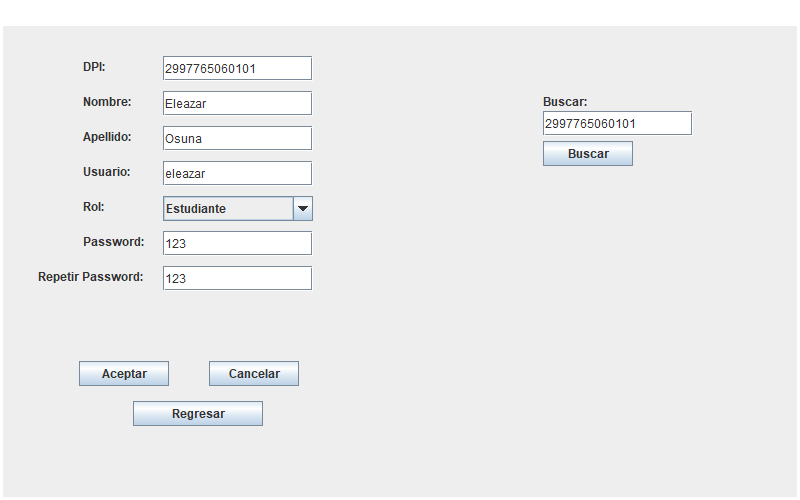 DPI: 2997765060101
Nombre: Eleazar
Apellido: Osuna
Usuario: eleazar
Rol: Estudiante
Password: 123
Repetir Password: 123
Aceptar Cancelar
Regresar
Buscar:
2997765060101
Buscar